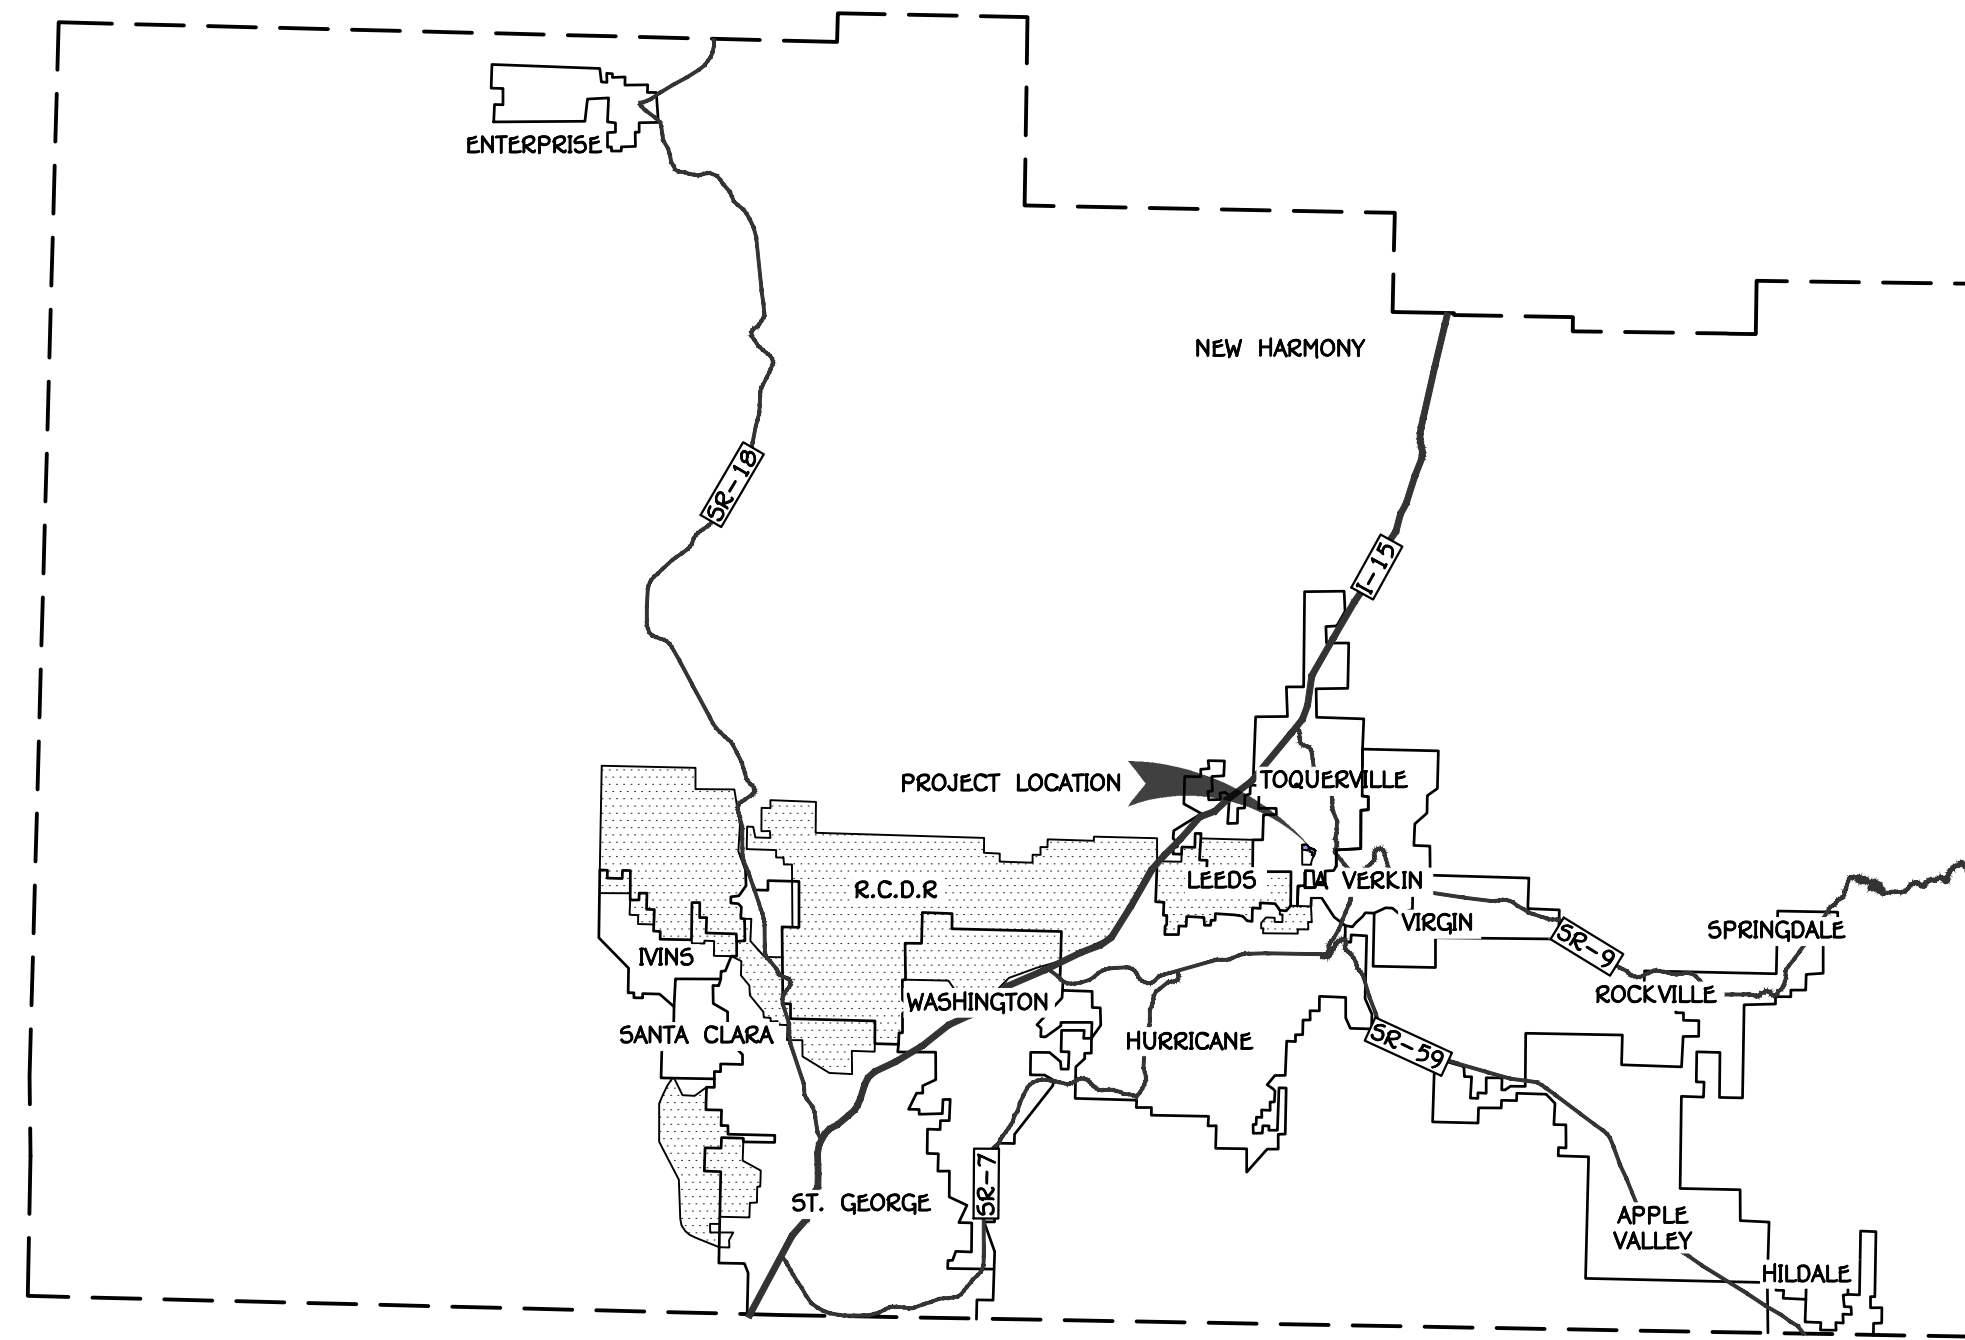 ENTERPRISE
NEW HARMONY
SR-18
I-15
PROJECT LOCATION
TOQUERVILLE
R.C.D.R
LEEDS
LA VERKIN
VIRGIN
SR-9
SPRINGDALE
IVINS
WASHINGTON
ROCKVILLE
SANTA CLARA
HURRICANE
SR-59
SR-7
ST. GEORGE
APPLE
VALLEY
HILDALE